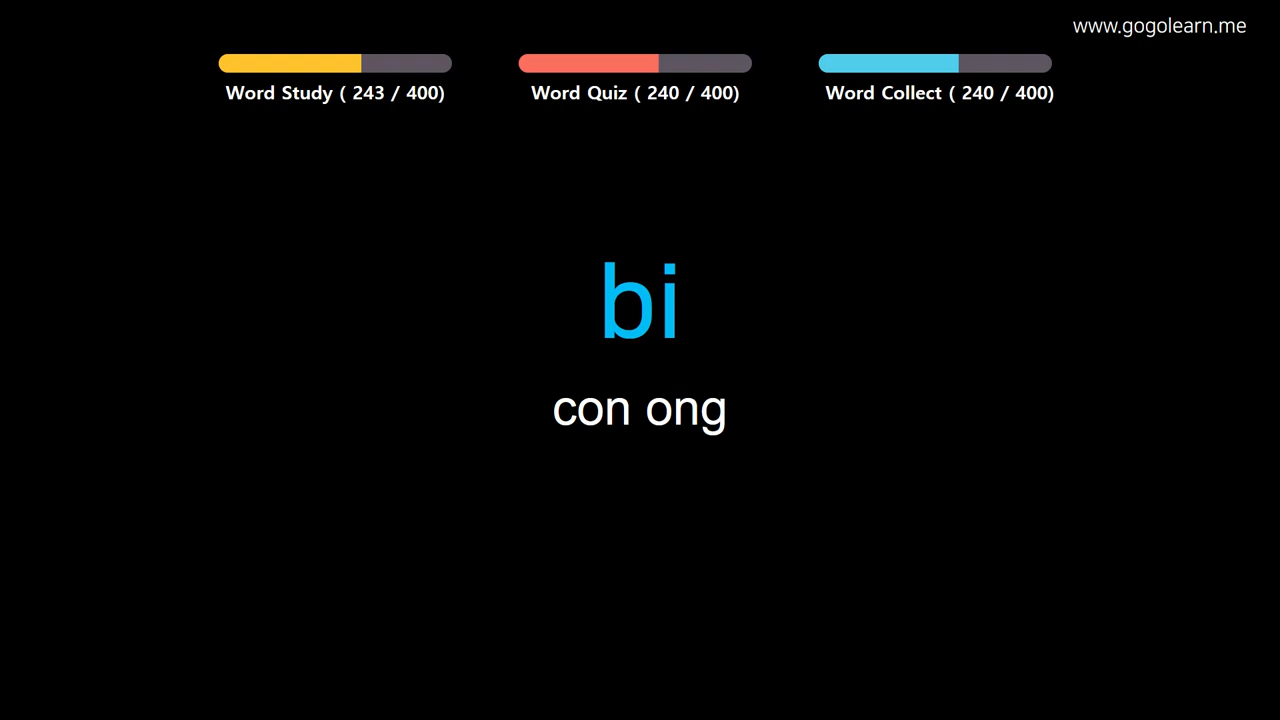 www.gogolearn.me
Word Study ( 243 / 400)
Word Quiz ( 240 / 400)
Word Collect ( 240 / 400)
bi
con ong